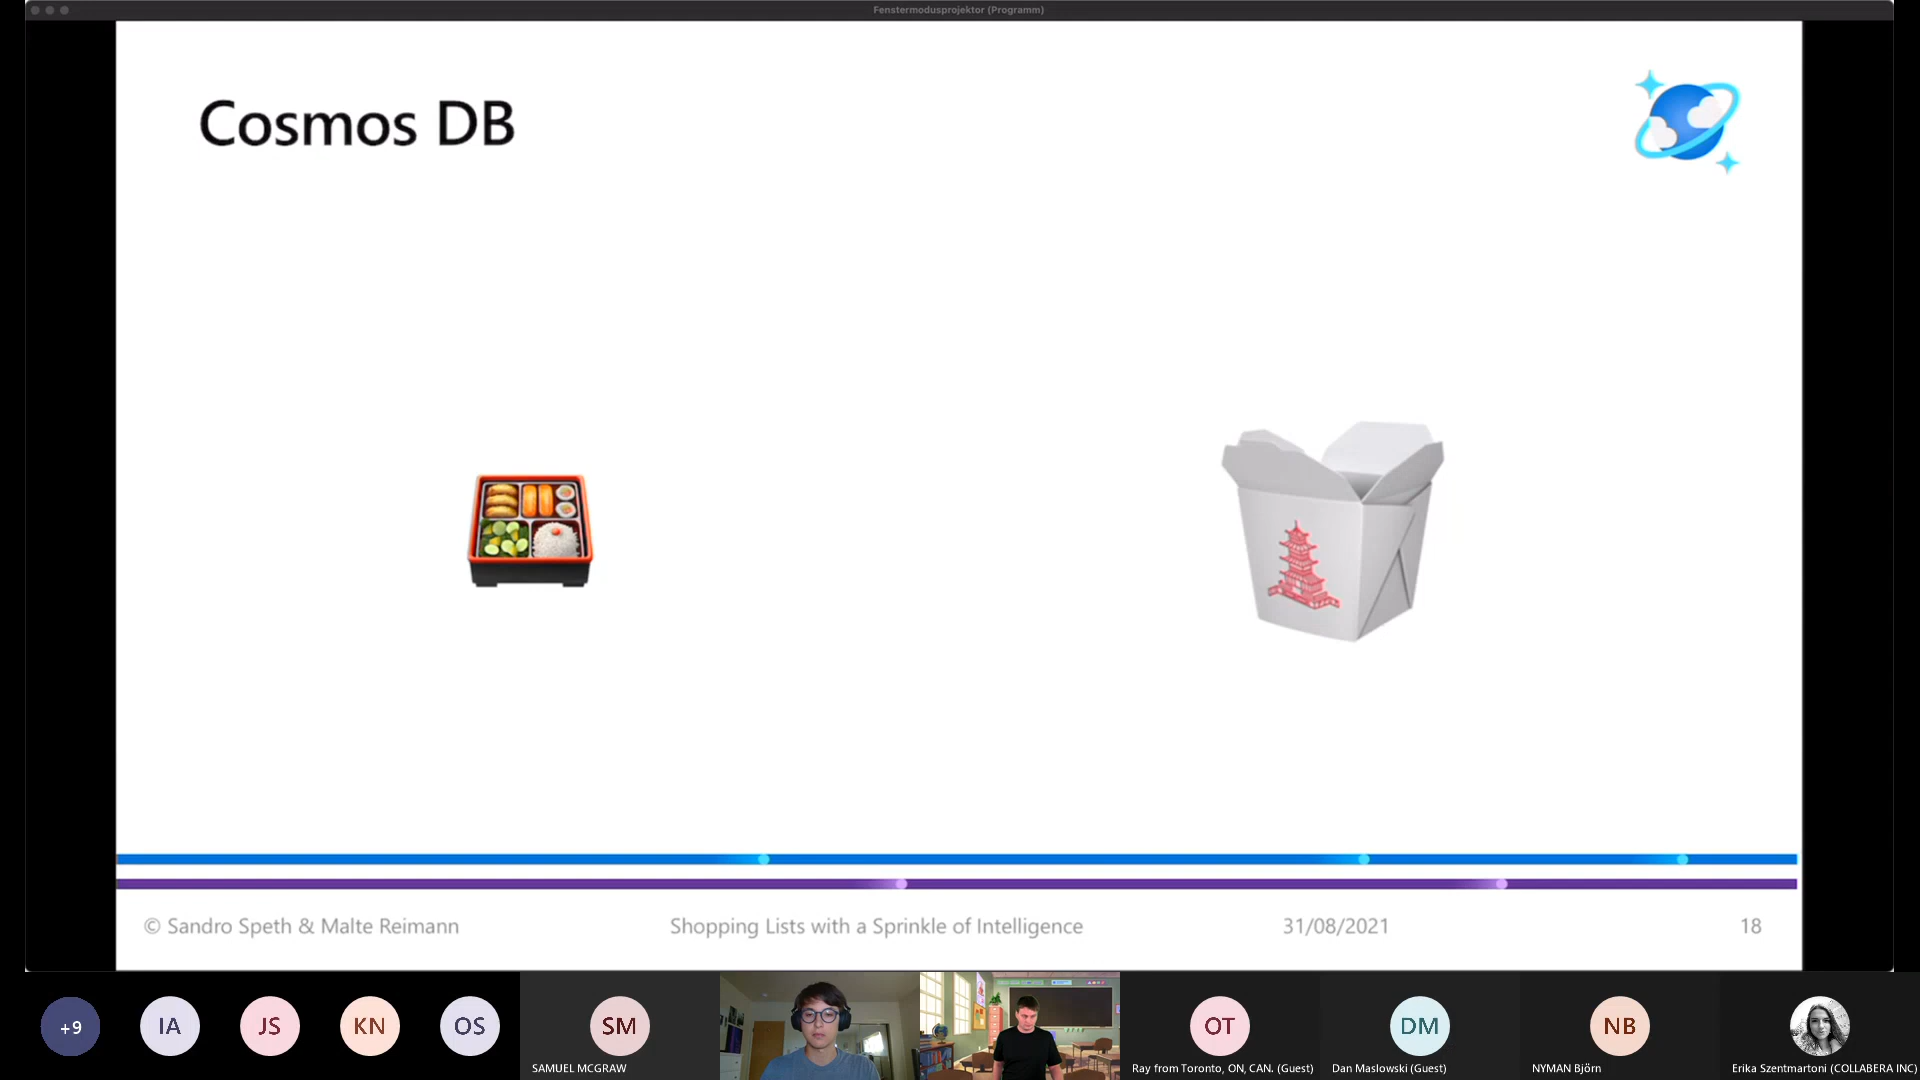 Fenstermodusprojektor (Programm)
Cosmos DB
© Sandro Speth & Malte Reimann
Shopping Lists with a Sprinkle of Intelligence
31/08/2021
18
+9
IA
JS
KN
OS
SM
SAMUEL MCGRAW
OT
Ray from Toronto, ON, CAN. (Guest)
DM
Dan Maslowski (Guest)
NB
NYMAN Björn
Erika Szentmartoni (COLLABERA INC)